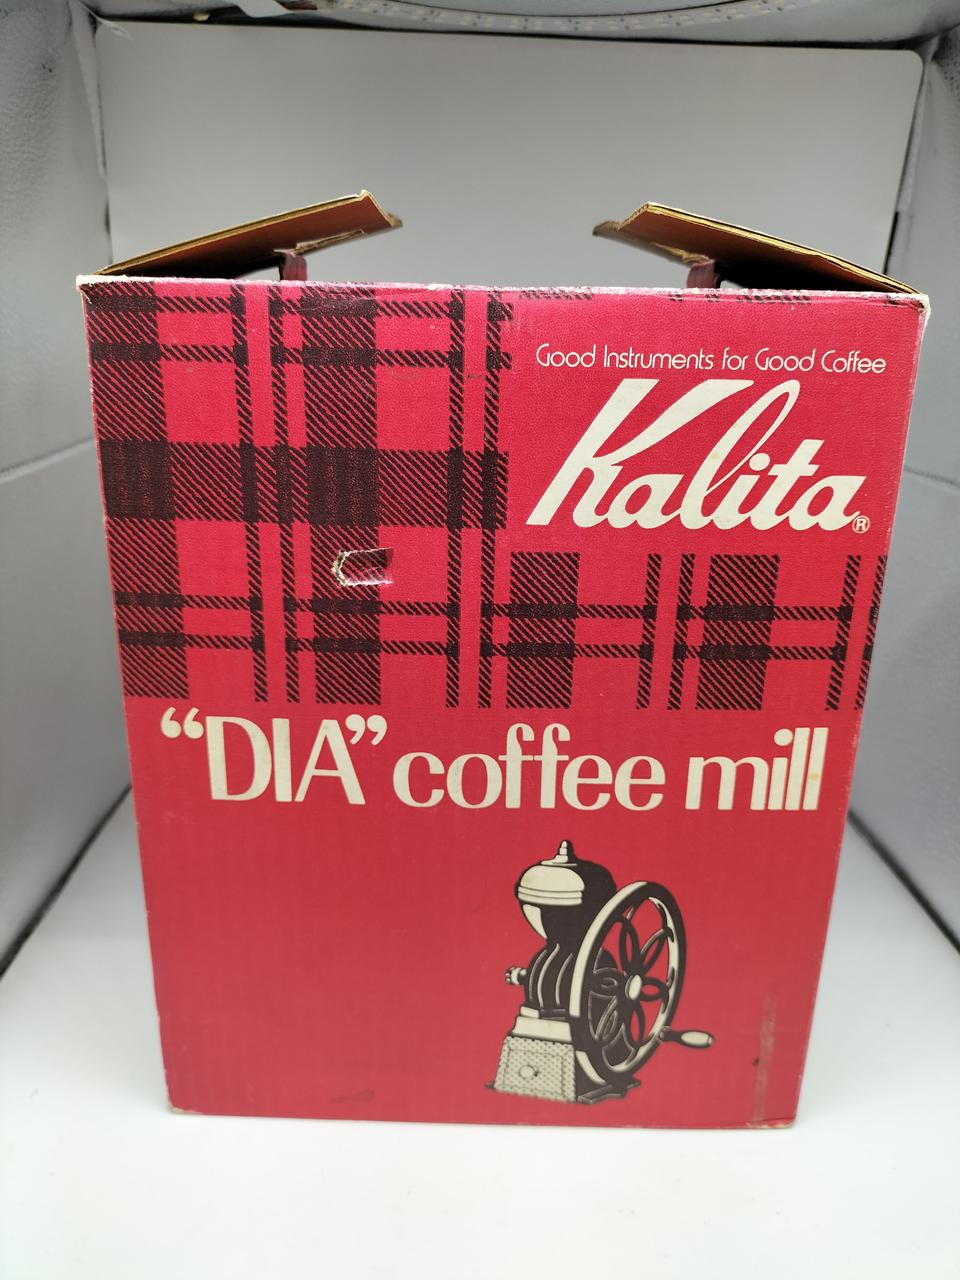 Good Instruments for Good Coffee
Kalita®
“DIA” coffee mill